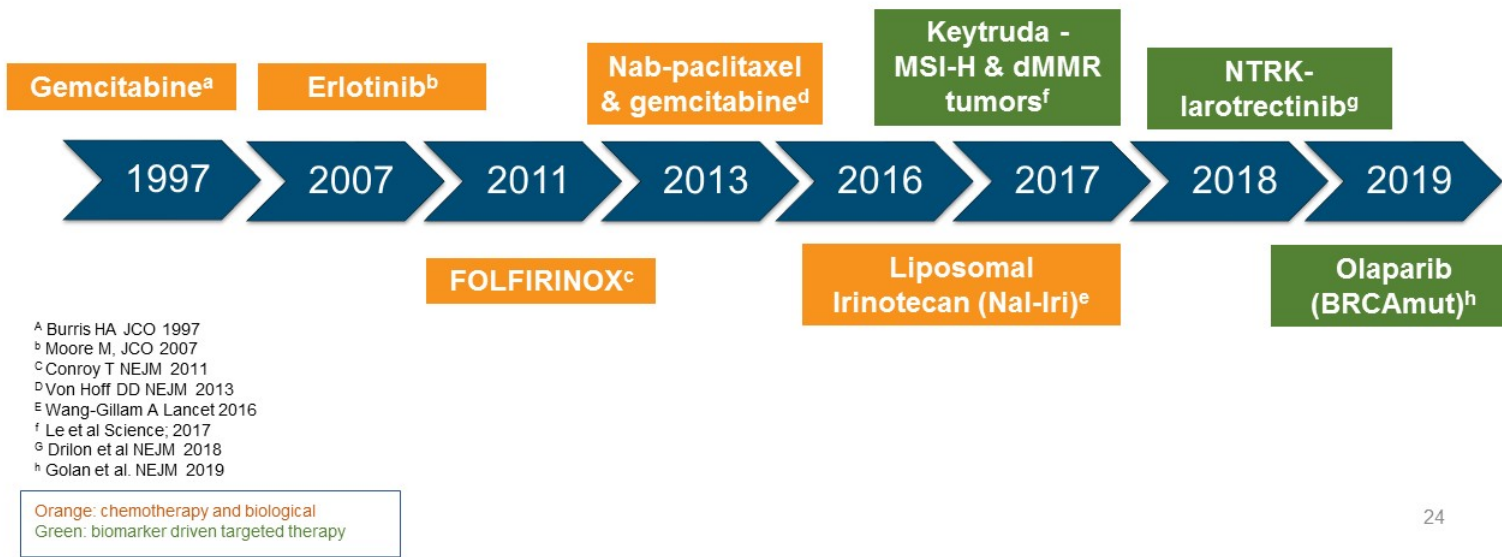 Gemcitabineᵃ
Erlotinibᵇ
Nab-paclitaxel
& gemcitabineᵈ
Keytruda -
MSI-H & dMMR
tumorsᶠ
NTRK-
larotrectinibᵍ
1997
2007
2011
2013
2016
2017
2018
2019
FOLFIRINOXᶜ
Liposomal
Irinotecan (Nal-Iri)ᵉ
Olaparib
(BRCAmut)ʰ
ᴬ Burris HA JCO 1997
ᵇ Moore M, JCO 2007
ᶜ Conroy T NEJM 2011
ᴰ Von Hoff DD NEJM 2013
ᴱ Wang-Gillam A Lancet 2016
ᶠ Le et al Science; 2017
ᴳ Drilon et al NEJM 2018
ʰ Golan et al. NEJM 2019
Orange: chemotherapy and biological
Green: biomarker driven targeted therapy
24